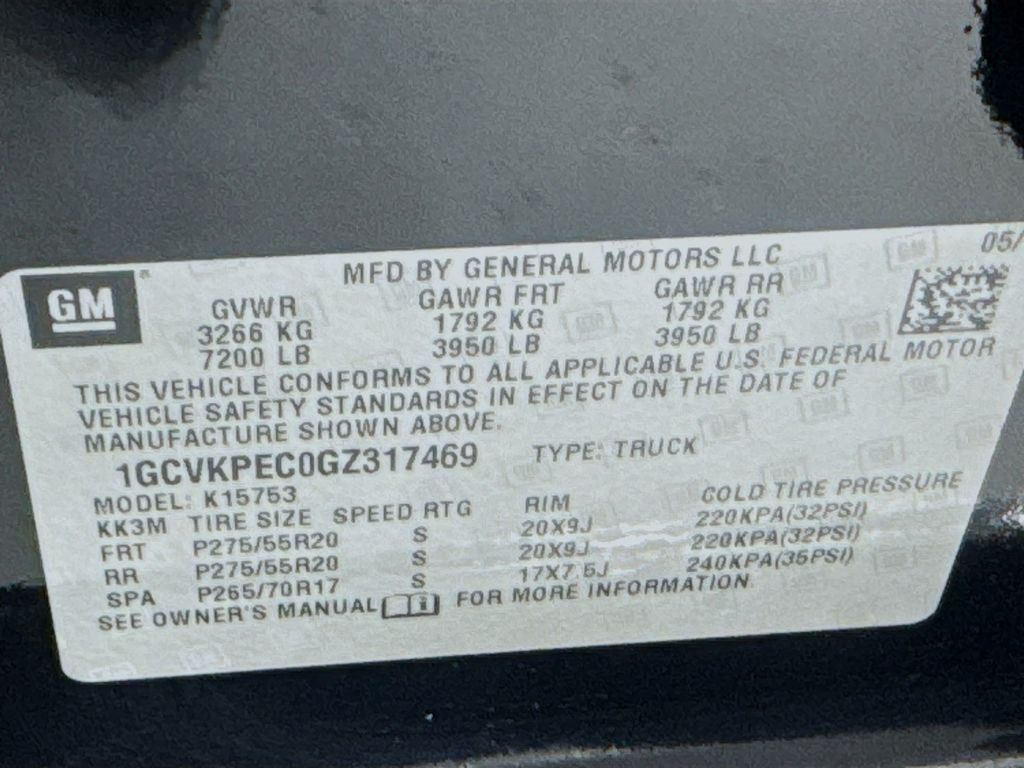 05/
MFD BY GENERAL MOTORS LLC
GM
GVWR GAWR FRT GAWR RR
3266 KG 1792 KG 1792 KG
7200 LB 3950 LB 3950 LB
THIS VEHICLE CONFORMS TO ALL APPLICABLE U.S. FEDERAL MOTOR
VEHICLE SAFETY STANDARDS IN EFFECT ON THE DATE OF
MANUFACTURE SHOWN ABOVE.
1GCVKPEC0GZ317469 TYPE: TRUCK
MODEL: K15753
KK3M TIRE SIZE SPEED RTG RIM COLD TIRE PRESSURE
FRT P275/55R20 S 20X9J 220KPA(32PSI)
RR P275/55R20 S 20X9J 220KPA(32PSI)
SPA P265/70R17 S 17X7.5J 240KPA(35PSI)
SEE OWNER'S MANUAL FOR MORE INFORMATION.